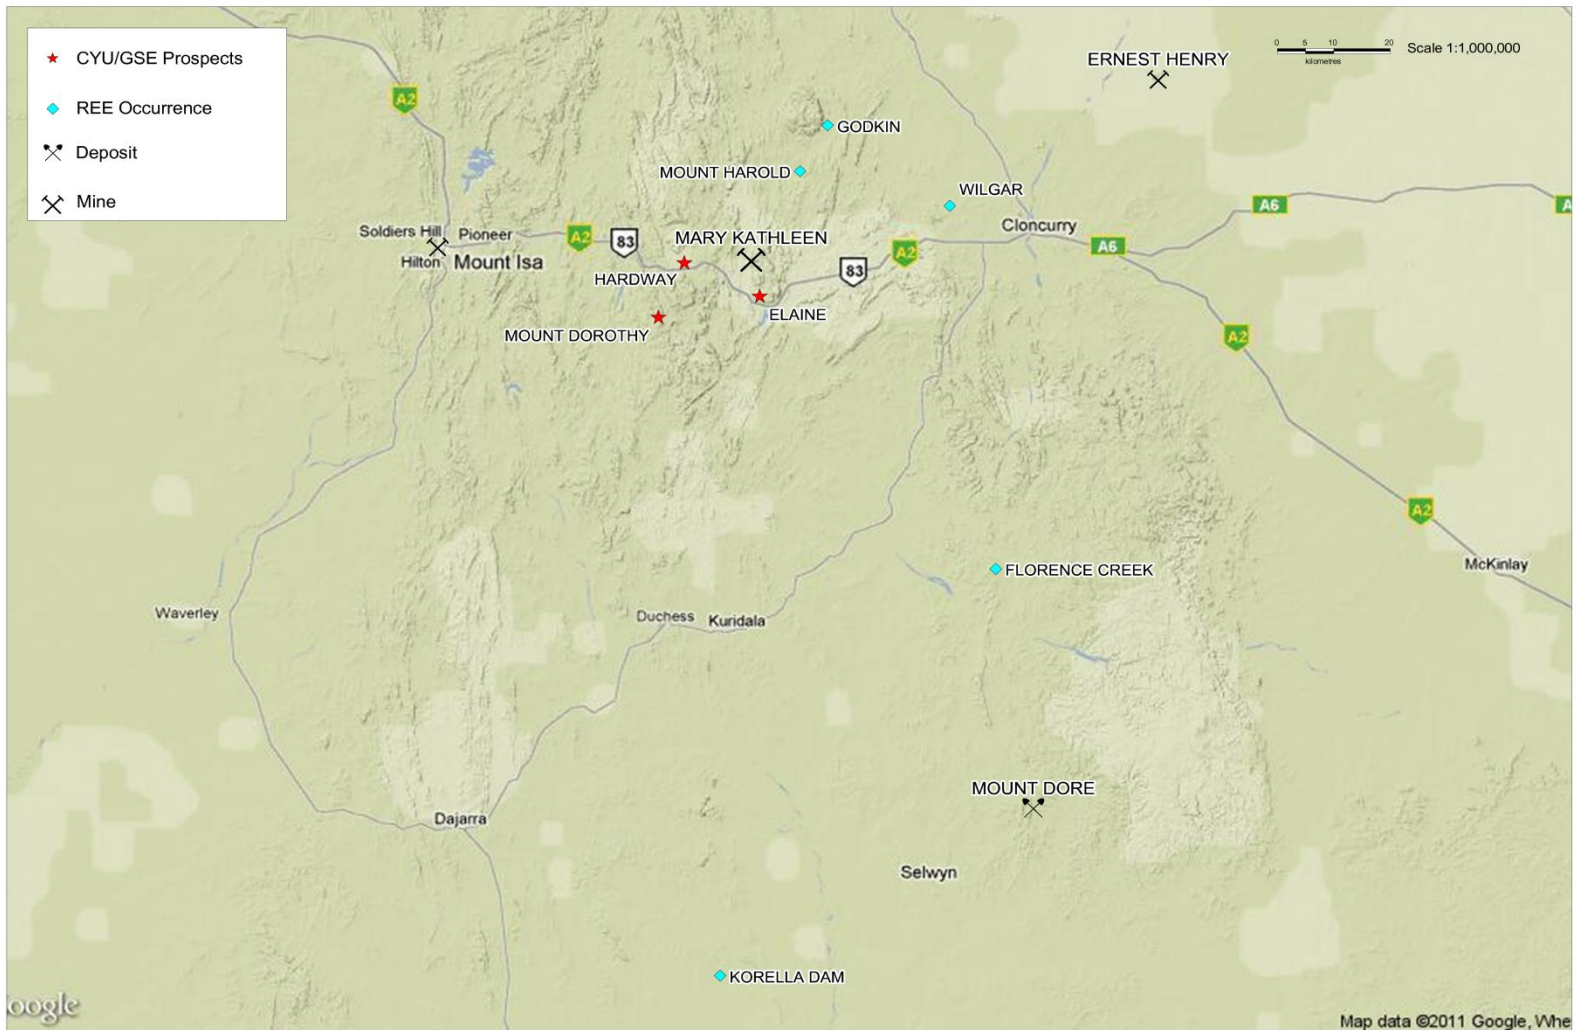 CYU/GSE Prospects
REE Occurrence
Deposit
Mine
0 5 10 20
kilometres
Scale 1:1,000,000
ERNEST HENRY
A2
GODKIN
MOUNT HAROLD
WILGAR
A6
A
Soldiers Hill
Pioneer
A2
83
MARY KATHLEEN
Cloncurry
A2
A6
Hilton
Mount Isa
HARDWAY
83
ELAINE
MOUNT DOROTHY
A2
A2
FLORENCE CREEK
McKinlay
Waverley
Duchess
Kuridala
MOUNT DORE
Dajarra
Selwyn
KORELLA DAM
oogle
Map data ©2011 Google, Whe